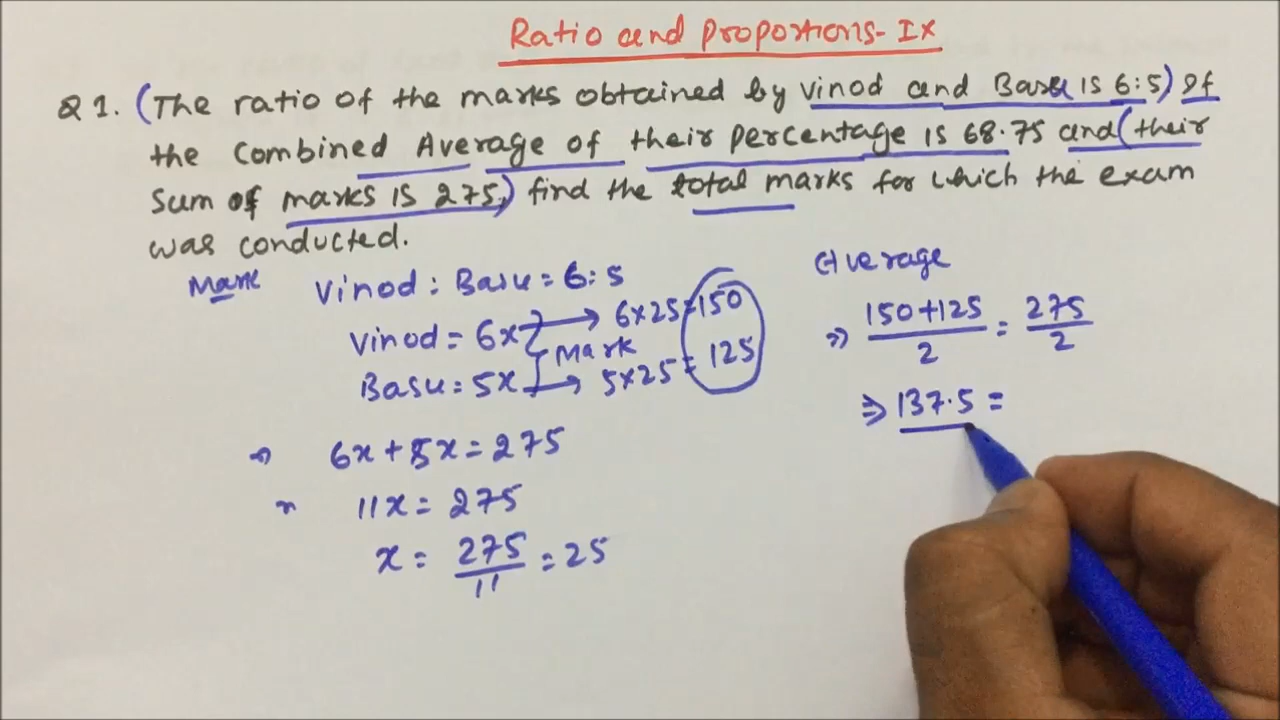 Ratio and Proportions-IX
Q1. (The ratio of the marks obtained by vinod and Basu is 6:5) If
the combined Average of their percentage is 68.75 and (their
sum of marks is 275,) find the total marks for which the exam
was conducted.
Mark
Vinod : Basu = 6:5
Vinod = 6x → 6x25=150
Mark
Basu = 5x → 5x25 = 125
⇒ 6x + 5x = 275
11x = 275
x = 275/11 = 25
Average
⇒ 150+125/2 = 275/2
⇒ 137.5 =